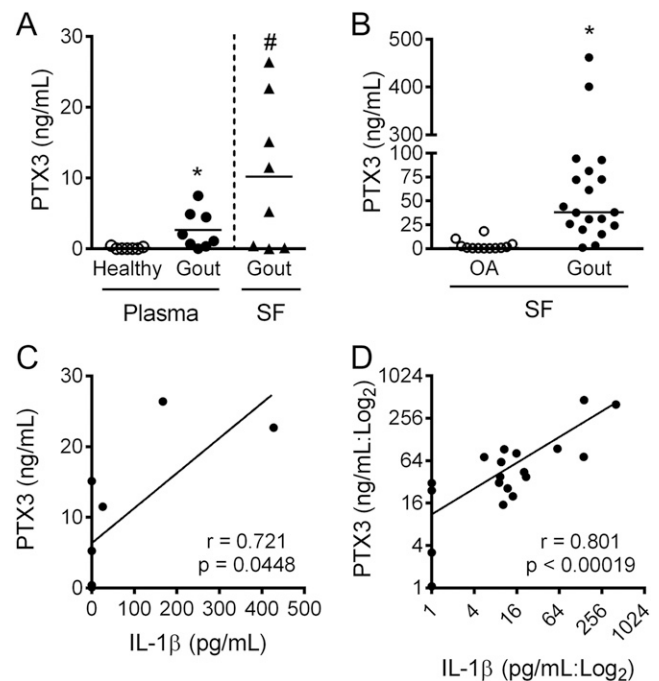 A
PTX3 (ng/mL)
30
20
10
0
*
#
Healthy Gout Gout
Plasma SF
B
PTX3 (ng/mL)
500
400
300
100
75
50
25
0
*
OA Gout
SF
C
PTX3 (ng/mL)
30
20
10
0
r = 0.721
p = 0.0448
0 100 200 300 400 500
IL-1β (pg/mL)
D
PTX3 (ng/mL:Log₂)
1024
256
64
16
4
1
r = 0.801
p < 0.00019
1 4 16 64 256 1024
IL-1β (pg/mL:Log₂)